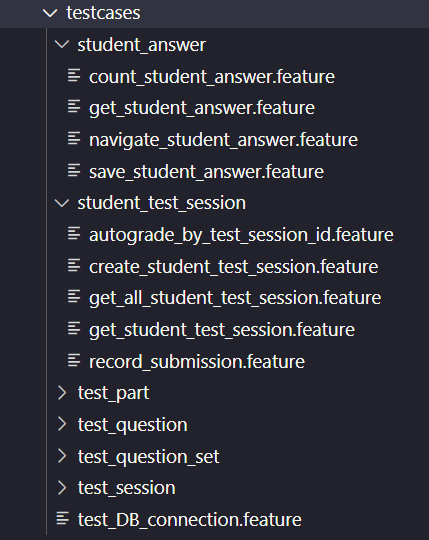 testcases
student_answer
count_student_answer.feature
get_student_answer.feature
navigate_student_answer.feature
save_student_answer.feature
student_test_session
autograde_by_test_session_id.feature
create_student_test_session.feature
get_all_student_test_session.feature
get_student_test_session.feature
record_submission.feature
test_part
test_question
test_question_set
test_session
test_DB_connection.feature